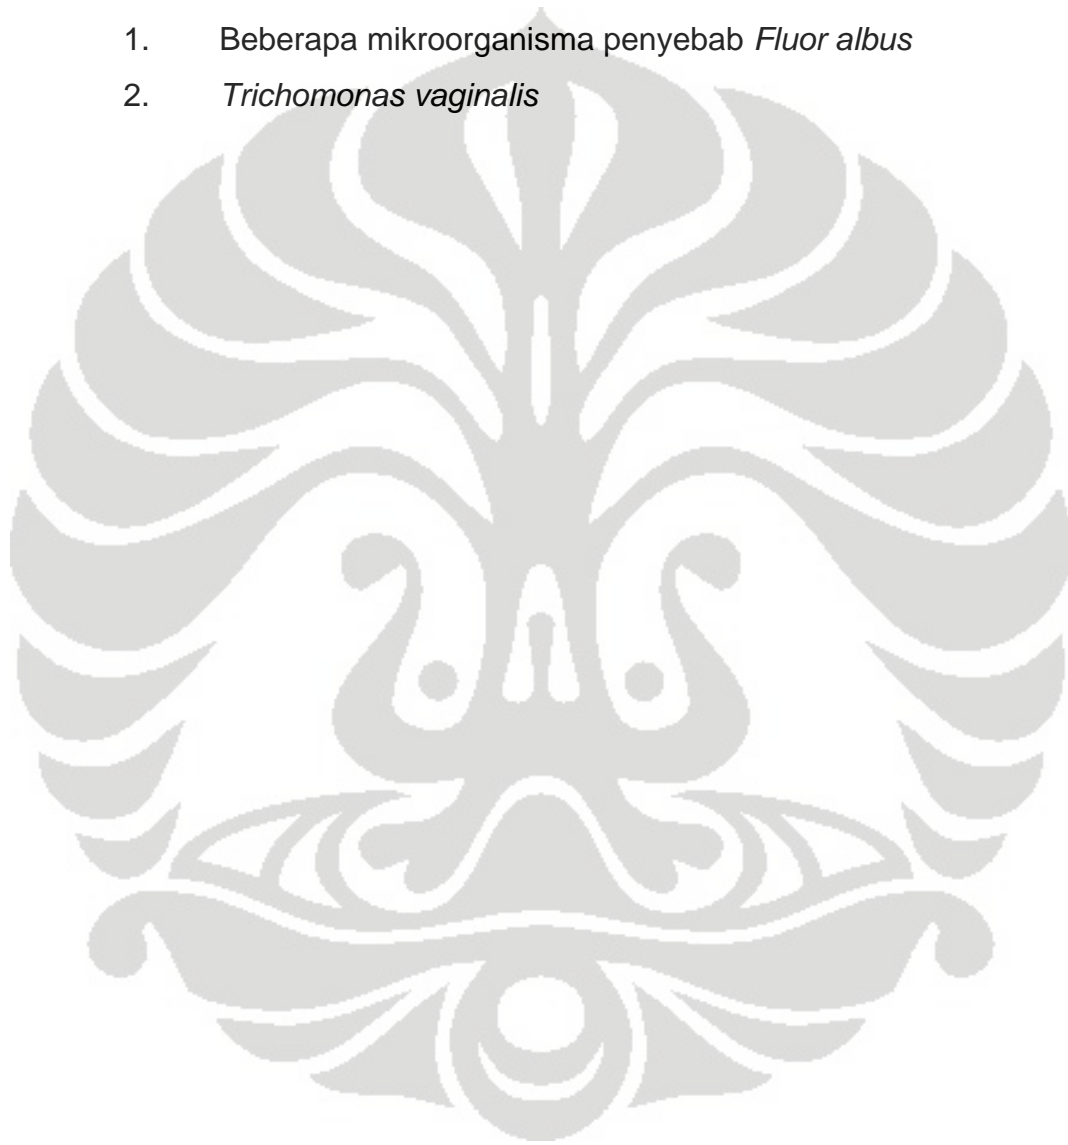 1. Beberapa mikroorganisma penyebab Fluor albus
2. Trichomonas vaginalis